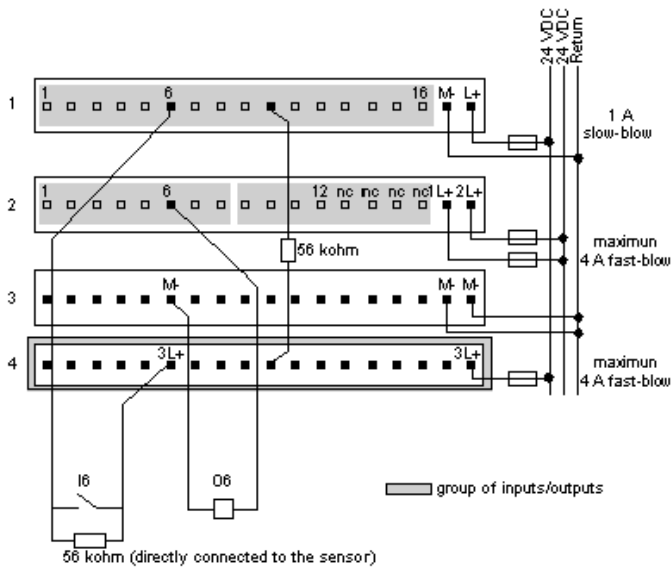 24 VDC
24 VDC
Return
1
1
6
16
M-
L+
1 A
slow-blow
2
1
6
12
nc
nc
nc
nc
1L+
2L+
56 kohm
maximun
4 A fast-blow
3
M-
M-
M-
4
3L+
3L+
maximun
4 A fast-blow
I6
O6
group of inputs/outputs
56 kohm (directly connected to the sensor)